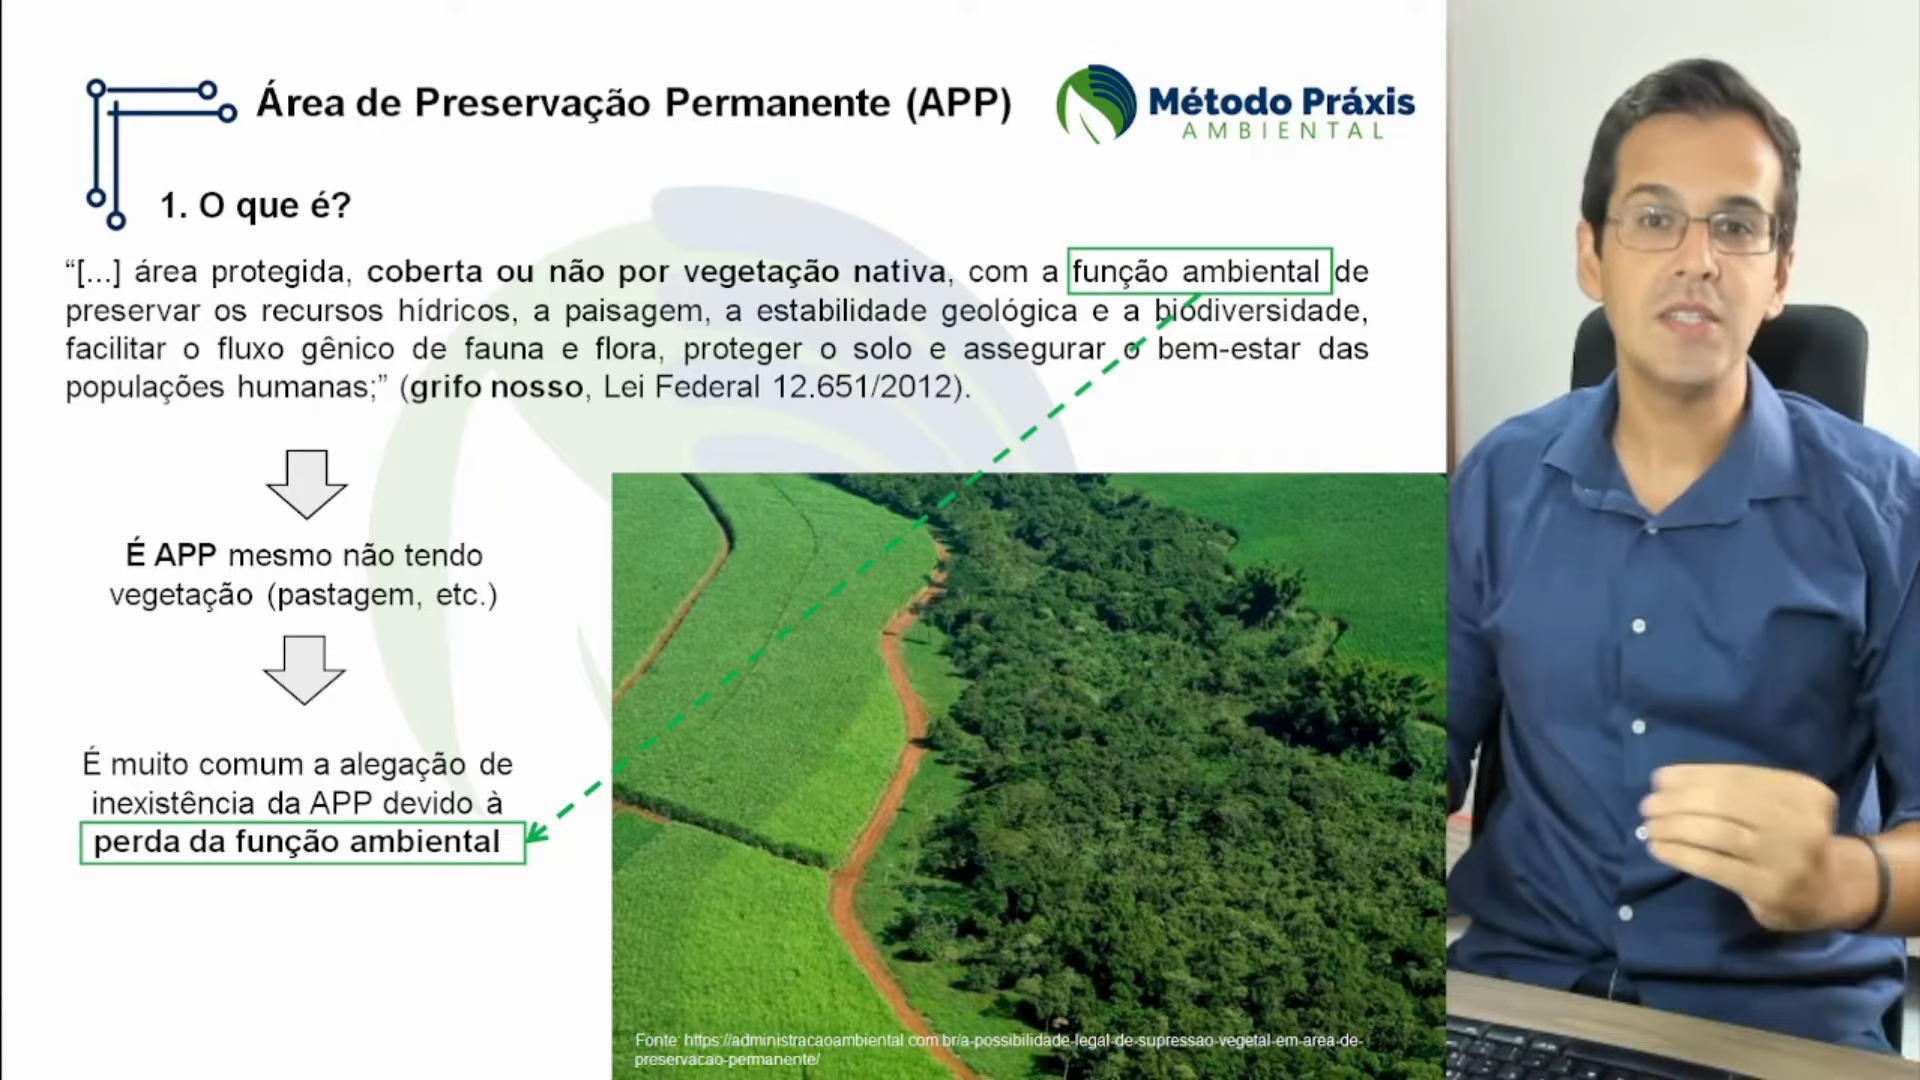 Área de Preservação Permanente (APP)
Método Práxis
AMBIENTAL
1. O que é?
“[...] área protegida, coberta ou não por vegetação nativa, com a função ambiental de
preservar os recursos hídricos, a paisagem, a estabilidade geológica e a biodiversidade,
facilitar o fluxo gênico de fauna e flora, proteger o solo e assegurar o bem-estar das
populações humanas;” (grifo nosso, Lei Federal 12.651/2012).
É APP mesmo não tendo
vegetação (pastagem, etc.)
É muito comum a alegação de
inexistência da APP devido à
perda da função ambiental
Fonte: https://administracaoambiental.com.br/a-possibilidade-legal-de-supressao-vegetal-em-area-de-
preservacao-permanente/